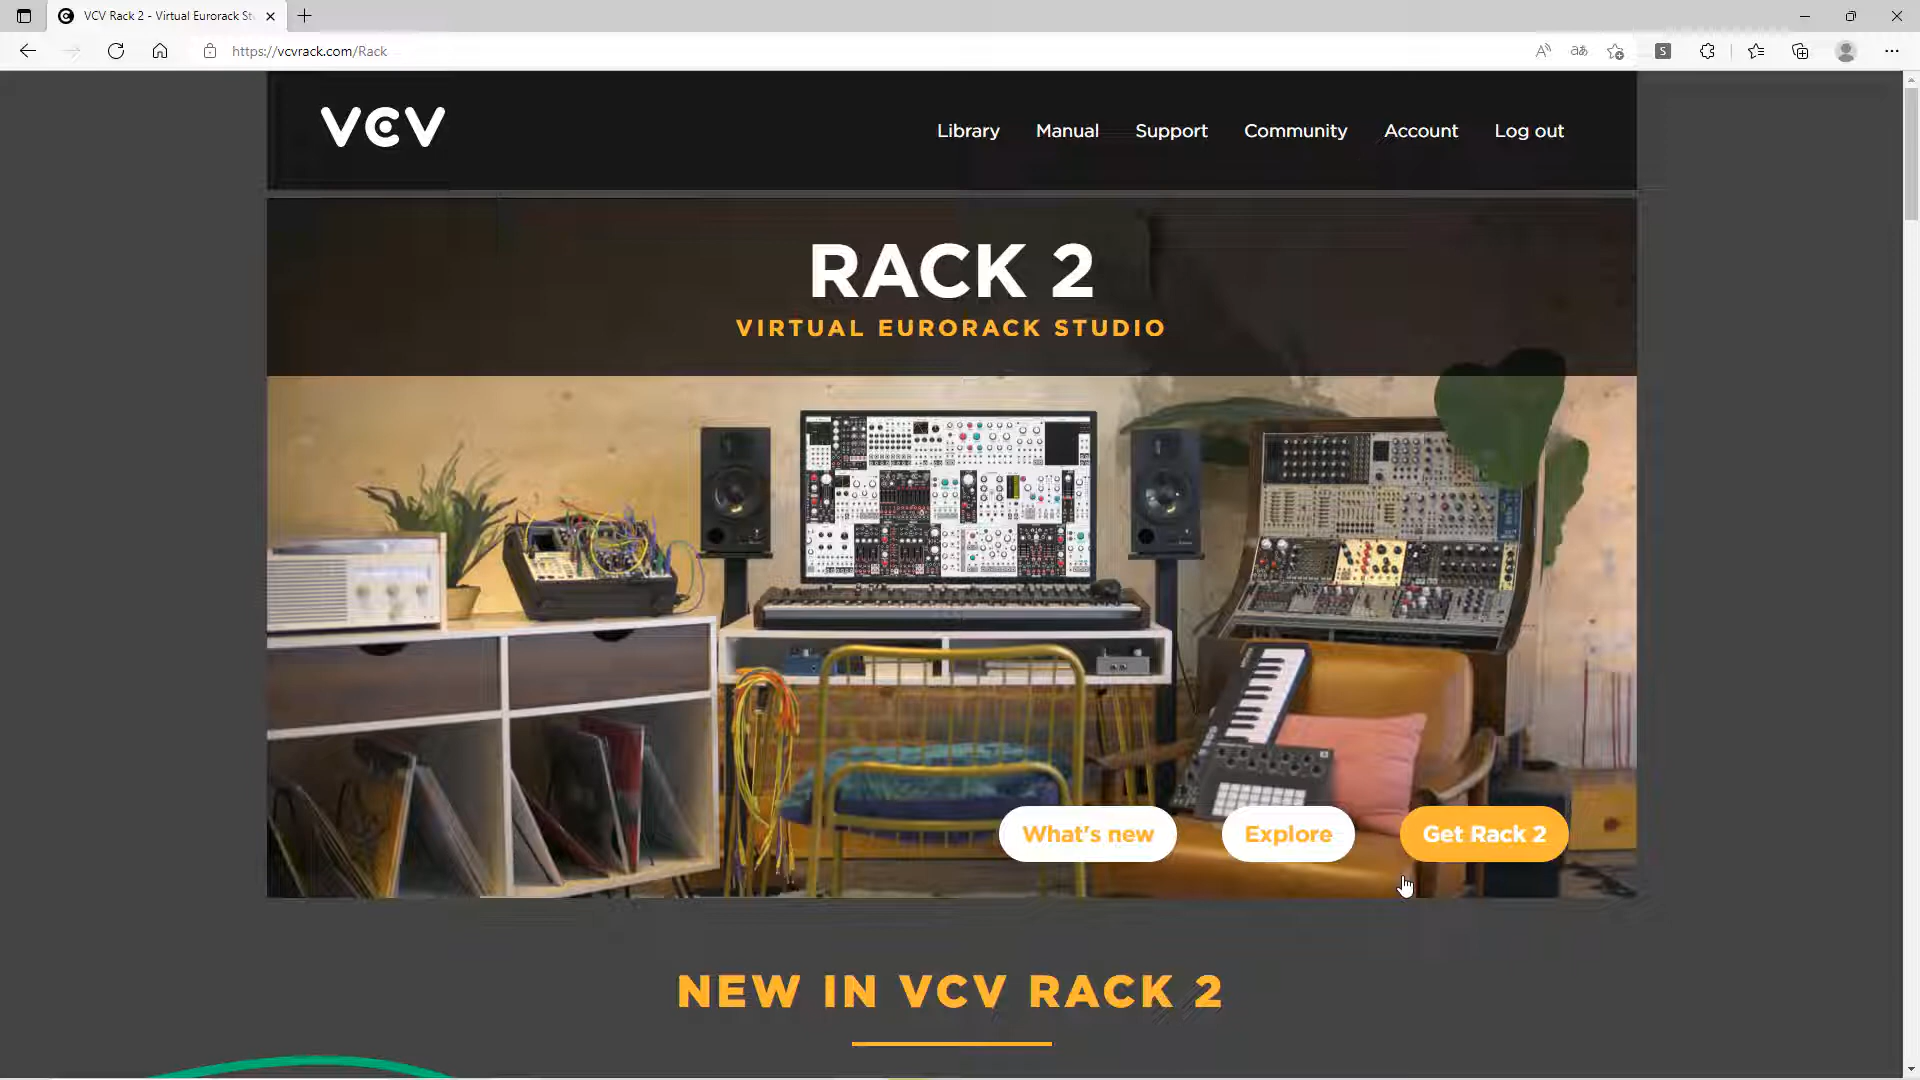 VCV Rack 2 - Virtual Eurorack St
https://vcvrack.com/Rack
VCV
Library Manual Support Community Account Log out
RACK 2
VIRTUAL EURORACK STUDIO
What's new Explore Get Rack 2
NEW IN VCV RACK 2